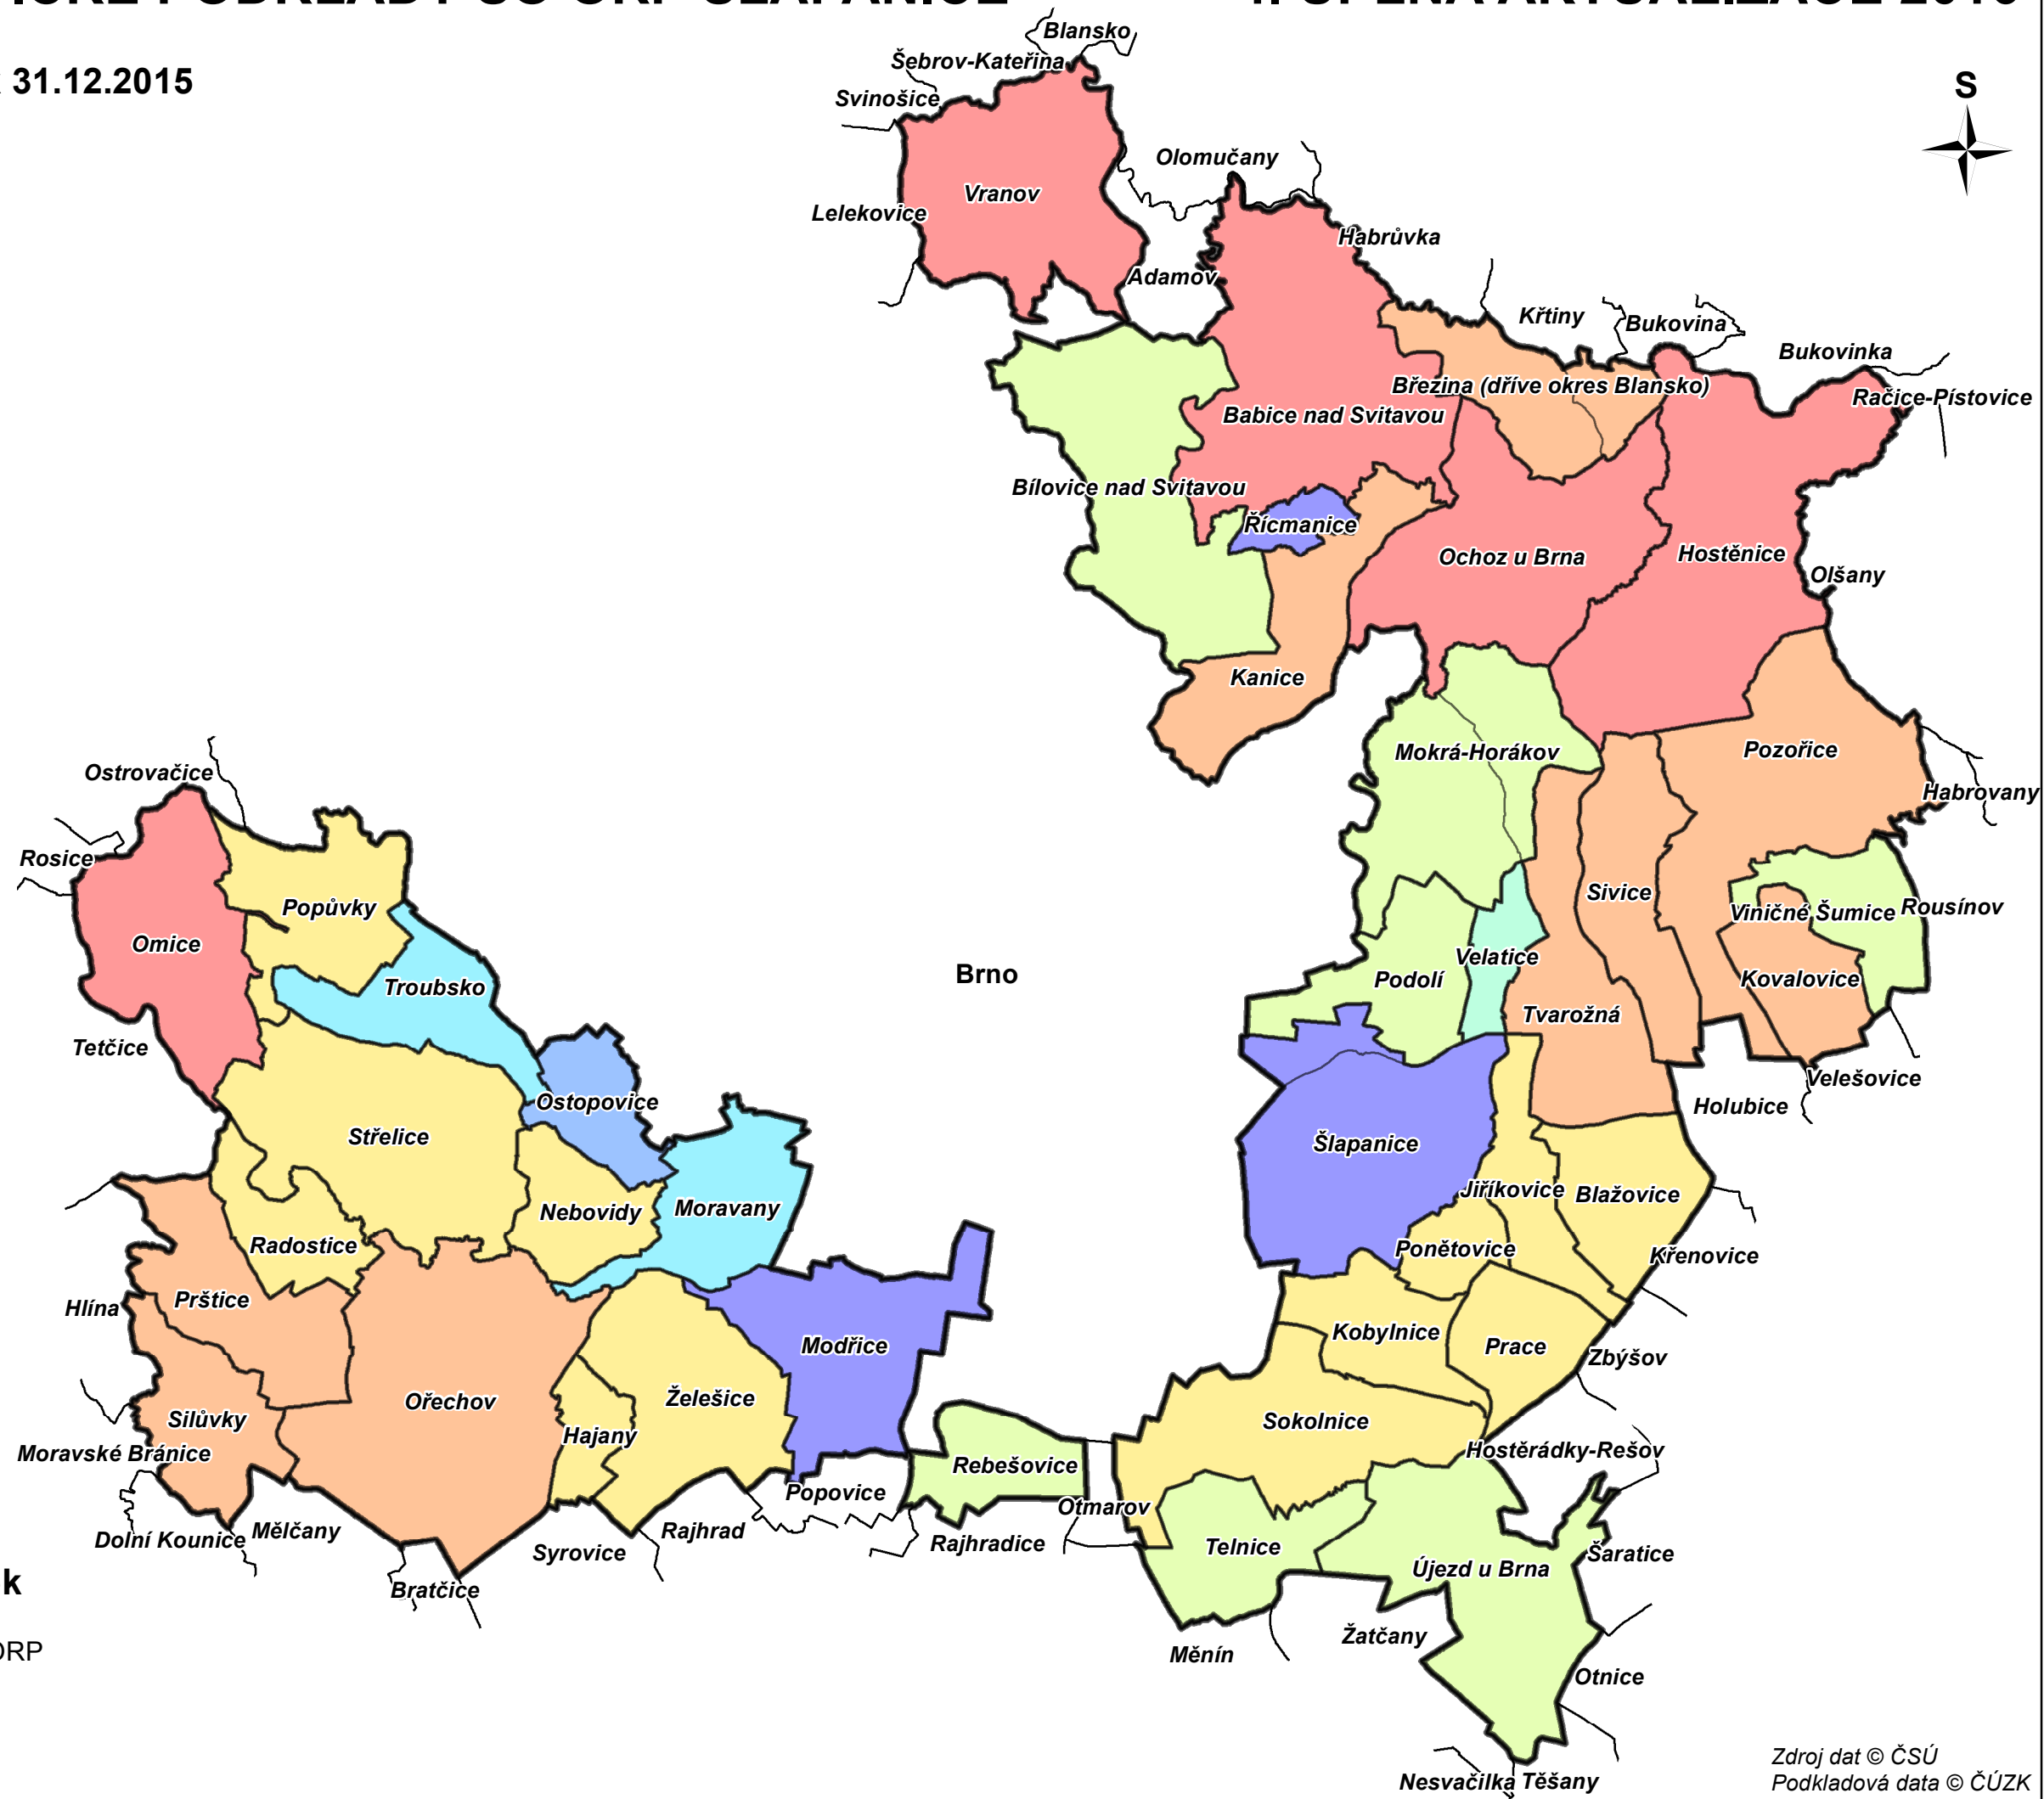 31.12.2015
S
Blansko
Šebrov-Kateřina
Svinošice
Olomučany
Vranov
Lelekovice
Habrůvka
Adamov
Křtiny
Bukovina
Bukovinka
Březina (dříve okres Blansko)
Račice-Pístovice
Babice nad Svitavou
Bílovice nad Svitavou
Řícmanice
Ochoz u Brna
Hostěnice
Olšany
Kanice
Mokrá-Horákov
Pozořice
Ostrovačice
Habrovany
Rosice
Sivice
Popůvky
Viničné Šumice
Rousínov
Omice
Velatice
Brno
Podolí
Kovalovice
Troubsko
Tvarožná
Tetčice
Velešovice
Ostopovice
Holubice
Střelice
Šlapanice
Jiříkovice
Blažovice
Moravany
Nebovidy
Radostice
Ponětovice
Křenovice
Prštice
Hlína
Kobylnice
Modřice
Prace
Zbýšov
Ořechov
Želešice
Silůvky
Sokolnice
Hajany
Moravské Bránice
Hostěrádky-Rešov
Rebešovice
Popovice
Otmarov
Rajhrad
Mělčany
Dolní Kounice
Rajhradice
Telnice
Syrovice
Šaratice
Újezd u Brna
Bratčice
k
ORP
Žatčany
Měnín
Otnice
Zdroj dat © ČSÚ
Nesvačilka Těšany
Podkladová data © ČÚZK